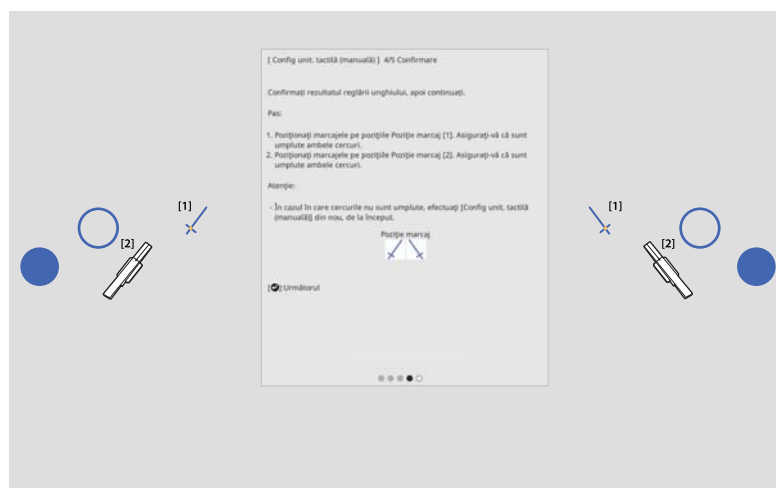 [ Config unit. tactilă (manuală) ] 4/5 Confirmare
Confirmați rezultatul reglării unghiului, apoi continuați.
Pas:
1. Poziționați marcajele pe pozițiile Poziție marcaj [1]. Asigurați-vă că sunt
umplute ambele cercuri.
2. Poziționați marcajele pe pozițiile Poziție marcaj [2]. Asigurați-vă că sunt
umplute ambele cercuri.
Atenție:
- În cazul în care cercurile nu sunt umplute, efectuați [Config unit. tactilă
(manuală)] din nou, de la început.
[1]
[1]
[2]
[2]
Poziție marcaj
[ ]:Următorul